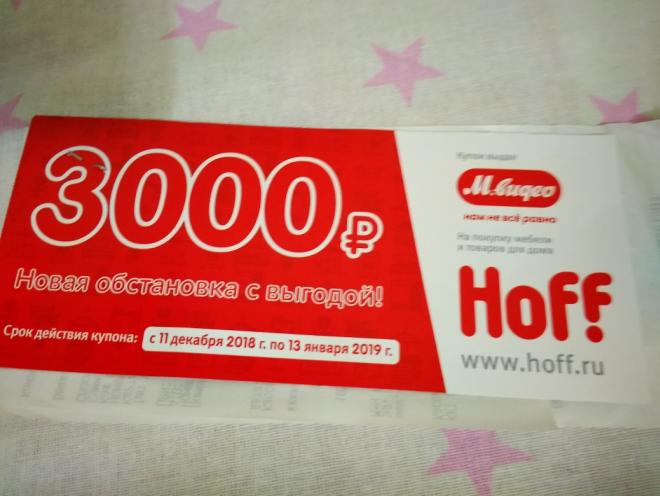 3000₽
Новая обстановка с выгодой!
Срок действия купона: с 11 декабря 2018 г. по 13 января 2019 г.
Купон выдан
М.видео
нам не всё равно
На покупку мебели
и товаров для дома
Hoff
www.hoff.ru